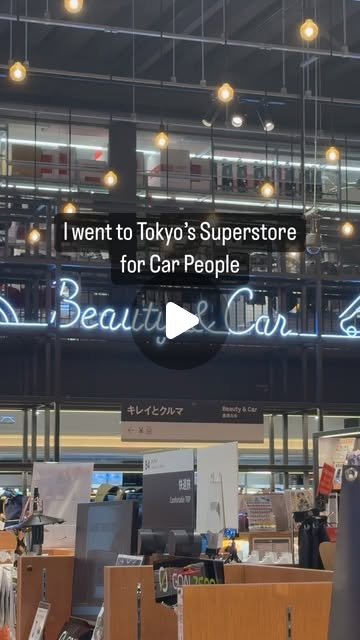 I went to Tokyo's Superstore
for Car People
Beauty & Car
キレイとクルマ
Beauty & Car
快適旅
Comfortable TRIP
GOALZERO